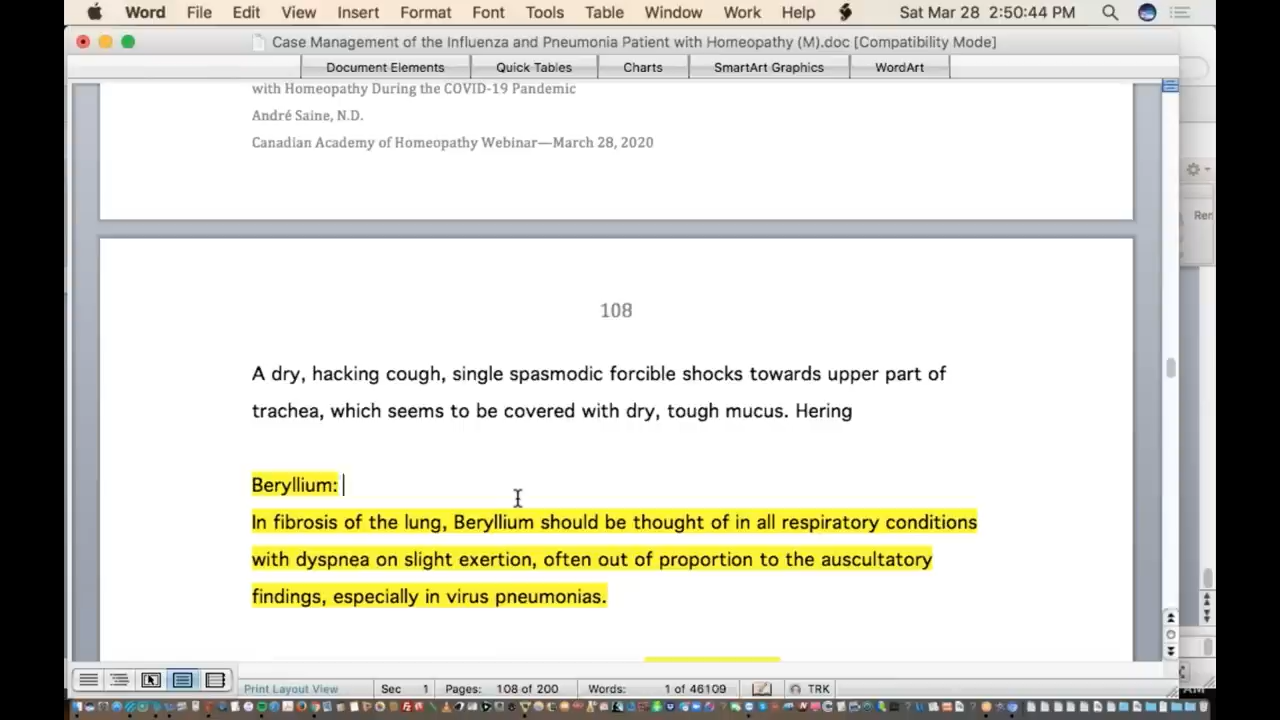 Word File Edit View Insert Format Font Tools Table Window Work Help Sat Mar 28 2:50:44 PM
Case Management of the Influenza and Pneumonia Patient with Homeopathy (M).doc [Compatibility Mode]
Document Elements Quick Tables Charts SmartArt Graphics WordArt
with Homeopathy During the COVID-19 Pandemic
André Saine, N.D.
Canadian Academy of Homeopathy Webinar—March 28, 2020
Ren
108
A dry, hacking cough, single spasmodic forcible shocks towards upper part of
trachea, which seems to be covered with dry, tough mucus. Hering
Beryllium:
In fibrosis of the lung, Beryllium should be thought of in all respiratory conditions
with dyspnea on slight exertion, often out of proportion to the auscultatory
findings, especially in virus pneumonias.
Print Layout View Sec 1 Pages: 108 of 200 Words: 1 of 46109 TRK
AM